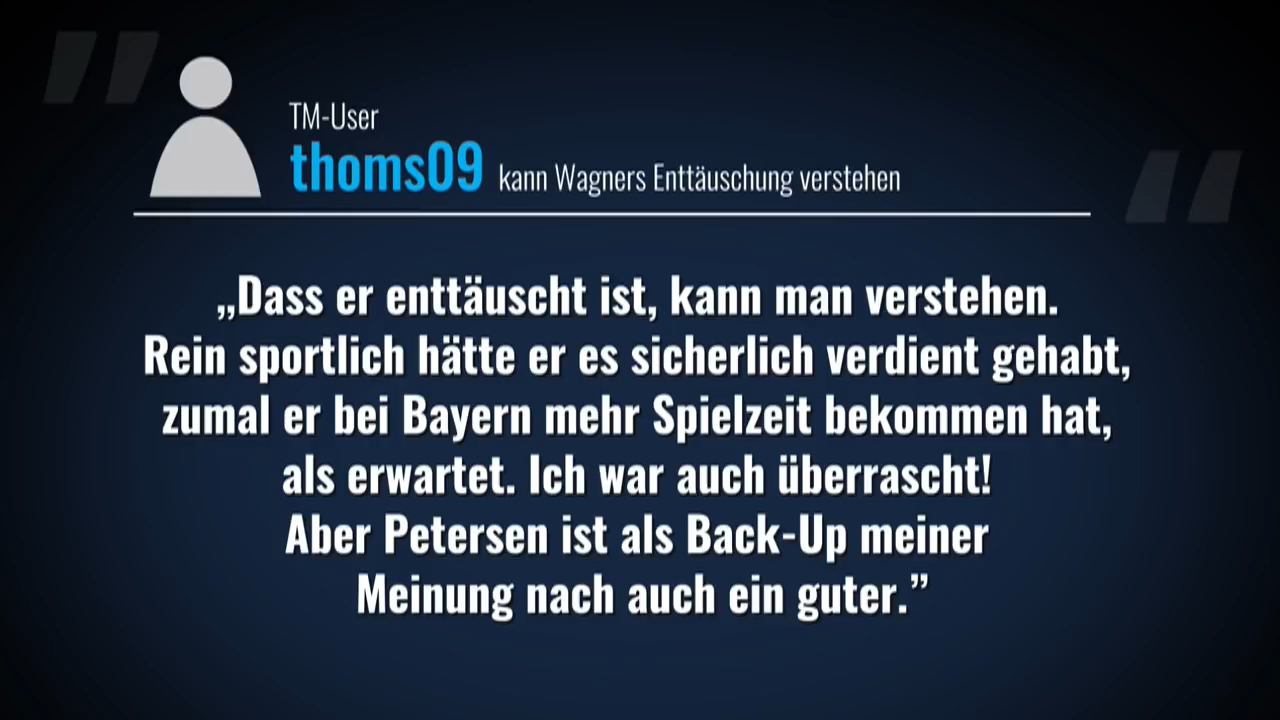 TM-User
thoms09 kann Wagners Enttäuschung verstehen
„Dass er enttäuscht ist, kann man verstehen.
Rein sportlich hätte er es sicherlich verdient gehabt,
zumal er bei Bayern mehr Spielzeit bekommen hat,
als erwartet. Ich war auch überrascht!
Aber Petersen ist als Back-Up meiner
Meinung nach auch ein guter.”